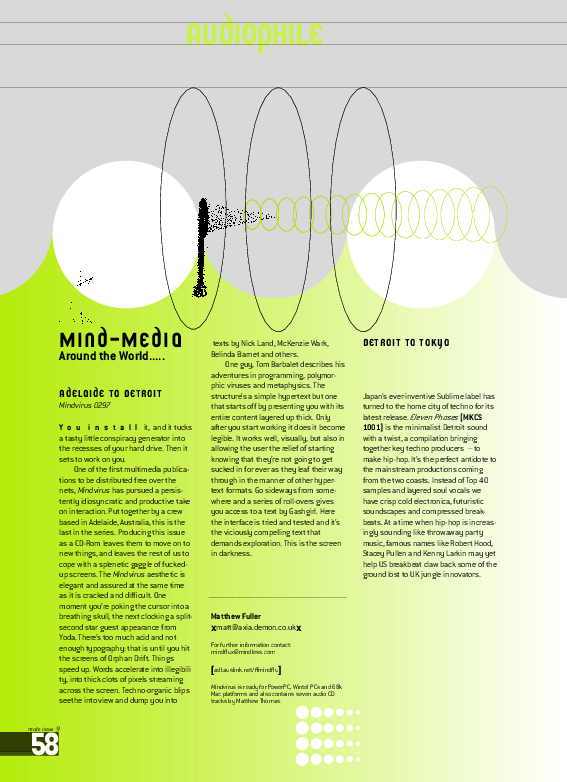 AUDiOPHiLE
MiND-MEDiA
Around the World.....
ADELAiDE TO DETROiT
Mindvirus 0297
You install it, and it tucks
a tasty little conspiracy generator into
the recesses of your hard drive. Then it
sets to work on you.
One of the first multimedia publica-
tions to be distributed free over the
nets, Mindvirus has pursued a persis-
tently idiosyncratic and productive take
on interaction. Put together by a crew
based in Adelaide, Australia, this is the
last in the series. Producing this issue
as a CD-Rom leaves them to move on to
new things, and leaves the rest of us to
cope with a splenetic gaggle of fucked-
up screens. The Mindvirus aesthetic is
elegant and assured at the same time
as it is cracked and difficult. One
moment you're poking the cursor into a
breathing skull, the next clocking a split-
second star guest appearance from
Yoda. There's too much acid and not
enough typography: that is until you hit
the screens of Orphan Drift. Things
speed up. Words accelerate into illegibili
ty, into thick clots of pixels streaming
across the screen. Techno-organic blips
seethe into view and dump you into
texts by Nick Land, McKenzie Wark,
Belinda Barnet and others.
One guy, Tom Barbalet describes his
adventures in programming, polymor-
phic viruses and metaphysics. The
structure's a simple hypertext but one
that starts off by presenting you with its
entire content layered up thick. Only
after you start working it does it become
legible. It works well, visually, but also in
allowing the user the relief of starting
knowing that they're not going to get
sucked in forever as they leaf their way
through in the manner of other hyper-
text formats. Go sideways from some-
where and a series of roll-overs gives
you access to a text by Gashgirl. Here
the interface is tried and tested and it's
the viciously compelling text that
demands exploration. This is the screen
in darkness.
Matthew Fuller
xmatt@axia.demon.co.ukx
For further information contact:
mindflux@mindless.com
[adl.auslink.net/~mindflu]
Mindvirus is ready for PowerPC, Wintel PCs and 68k
Mac platforms and also contains seven audio CD
tracks by Matthew Thomas.
DETROiT TO TOKYO
Japan's ever-inventive Sublime label has
turned to the home city of techno for its
latest release. Eleven Phases [MKCS
1001] is the minimalist Detroit sound
with a twist, a compilation bringing
together key techno producers – to
make hip-hop. It's the perfect antidote to
the mainstream productions coming
from the two coasts. Instead of Top 40
samples and layered soul vocals we
have crisp cold electronica, futuristic
soundscapes and compressed break-
beats. At a time when hip-hop is increas-
ingly sounding like throwaway party
music, famous names like Robert Hood,
Stacey Pullen and Kenny Larkin may yet
help US breakbeat claw back some of the
ground lost to UK jungle innovators.
mute issue 9
58